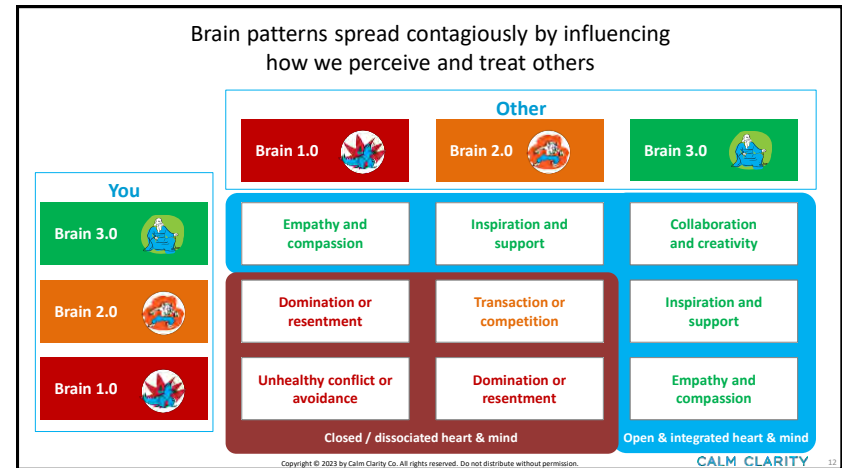 Brain patterns spread contagiously by influencing
how we perceive and treat others
Other
Brain 1.0
Brain 2.0
Brain 3.0
You
Brain 3.0
Empathy and
compassion
Inspiration and
support
Collaboration
and creativity
Brain 2.0
Domination or
resentment
Transaction or
competition
Inspiration and
support
Brain 1.0
Unhealthy conflict or
avoidance
Domination or
resentment
Empathy and
compassion
Closed / dissociated heart & mind
Open & integrated heart & mind
Copyright © 2023 by Calm Clarity Co. All rights reserved. Do not distribute without permission.
CALM CLARITY
12